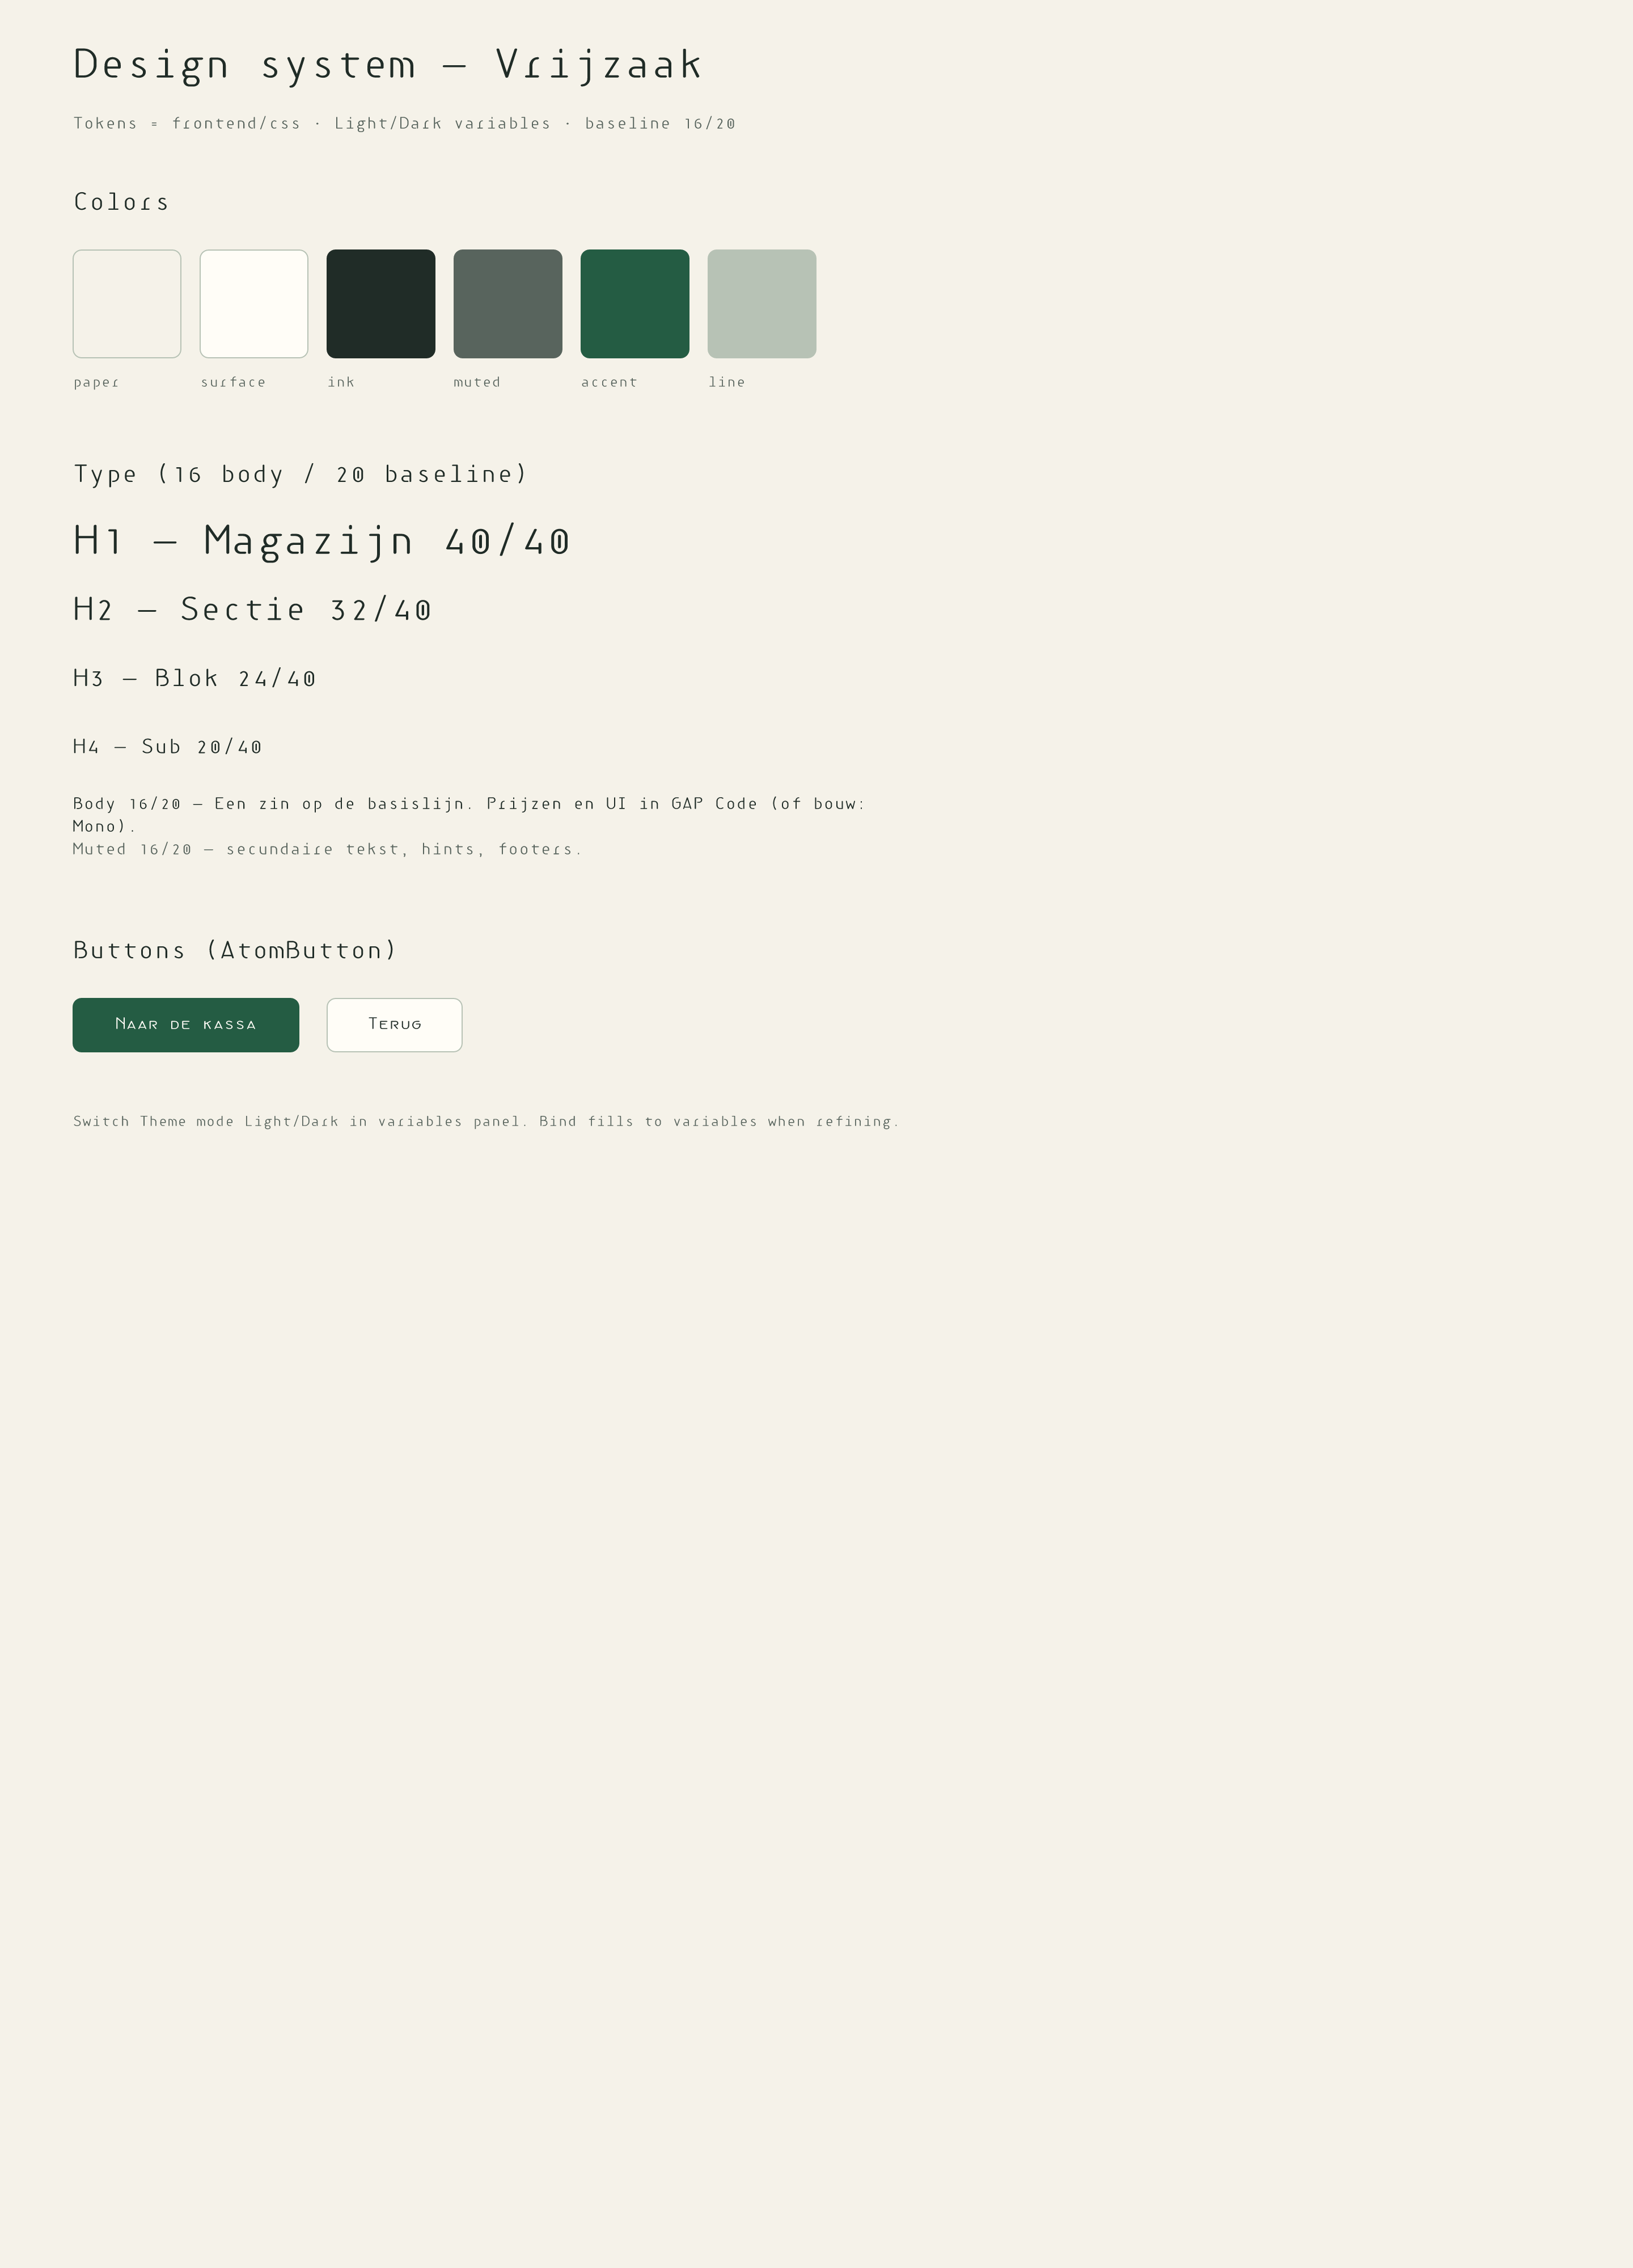 Design system — Vrijzaak
Tokens = frontend/css · Light/Dark variables · baseline 16/20
Colors
paper
surface
ink
muted
accent
line
Type (16 body / 20 baseline)
H1 — Magazijn 40/40
H2 — Sectie 32/40
H3 — Blok 24/40
H4 — Sub 20/40
Body 16/20 — Een zin op de basislijn. Prijzen en UI in GAP Code (of bouw:
Mono).
Muted 16/20 — secundaire tekst, hints, footers.
Buttons (AtomButton)
Naar de kassa
Terug
Switch Theme mode Light/Dark in variables panel. Bind fills to variables when refining.